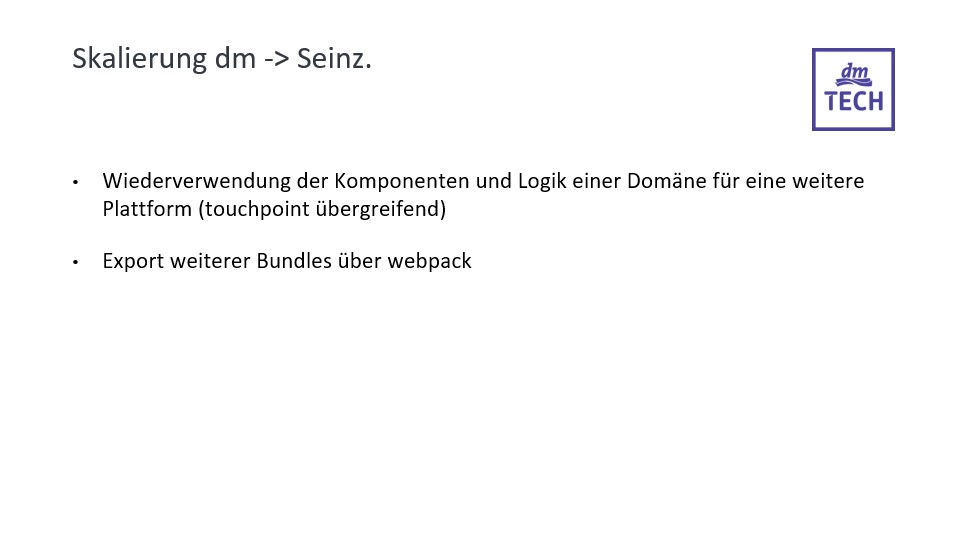 Skalierung dm -> Seinz.
dm
TECH
• Wiederverwendung der Komponenten und Logik einer Domäne für eine weitere
Plattform (touchpoint übergreifend)
• Export weiterer Bundles über webpack